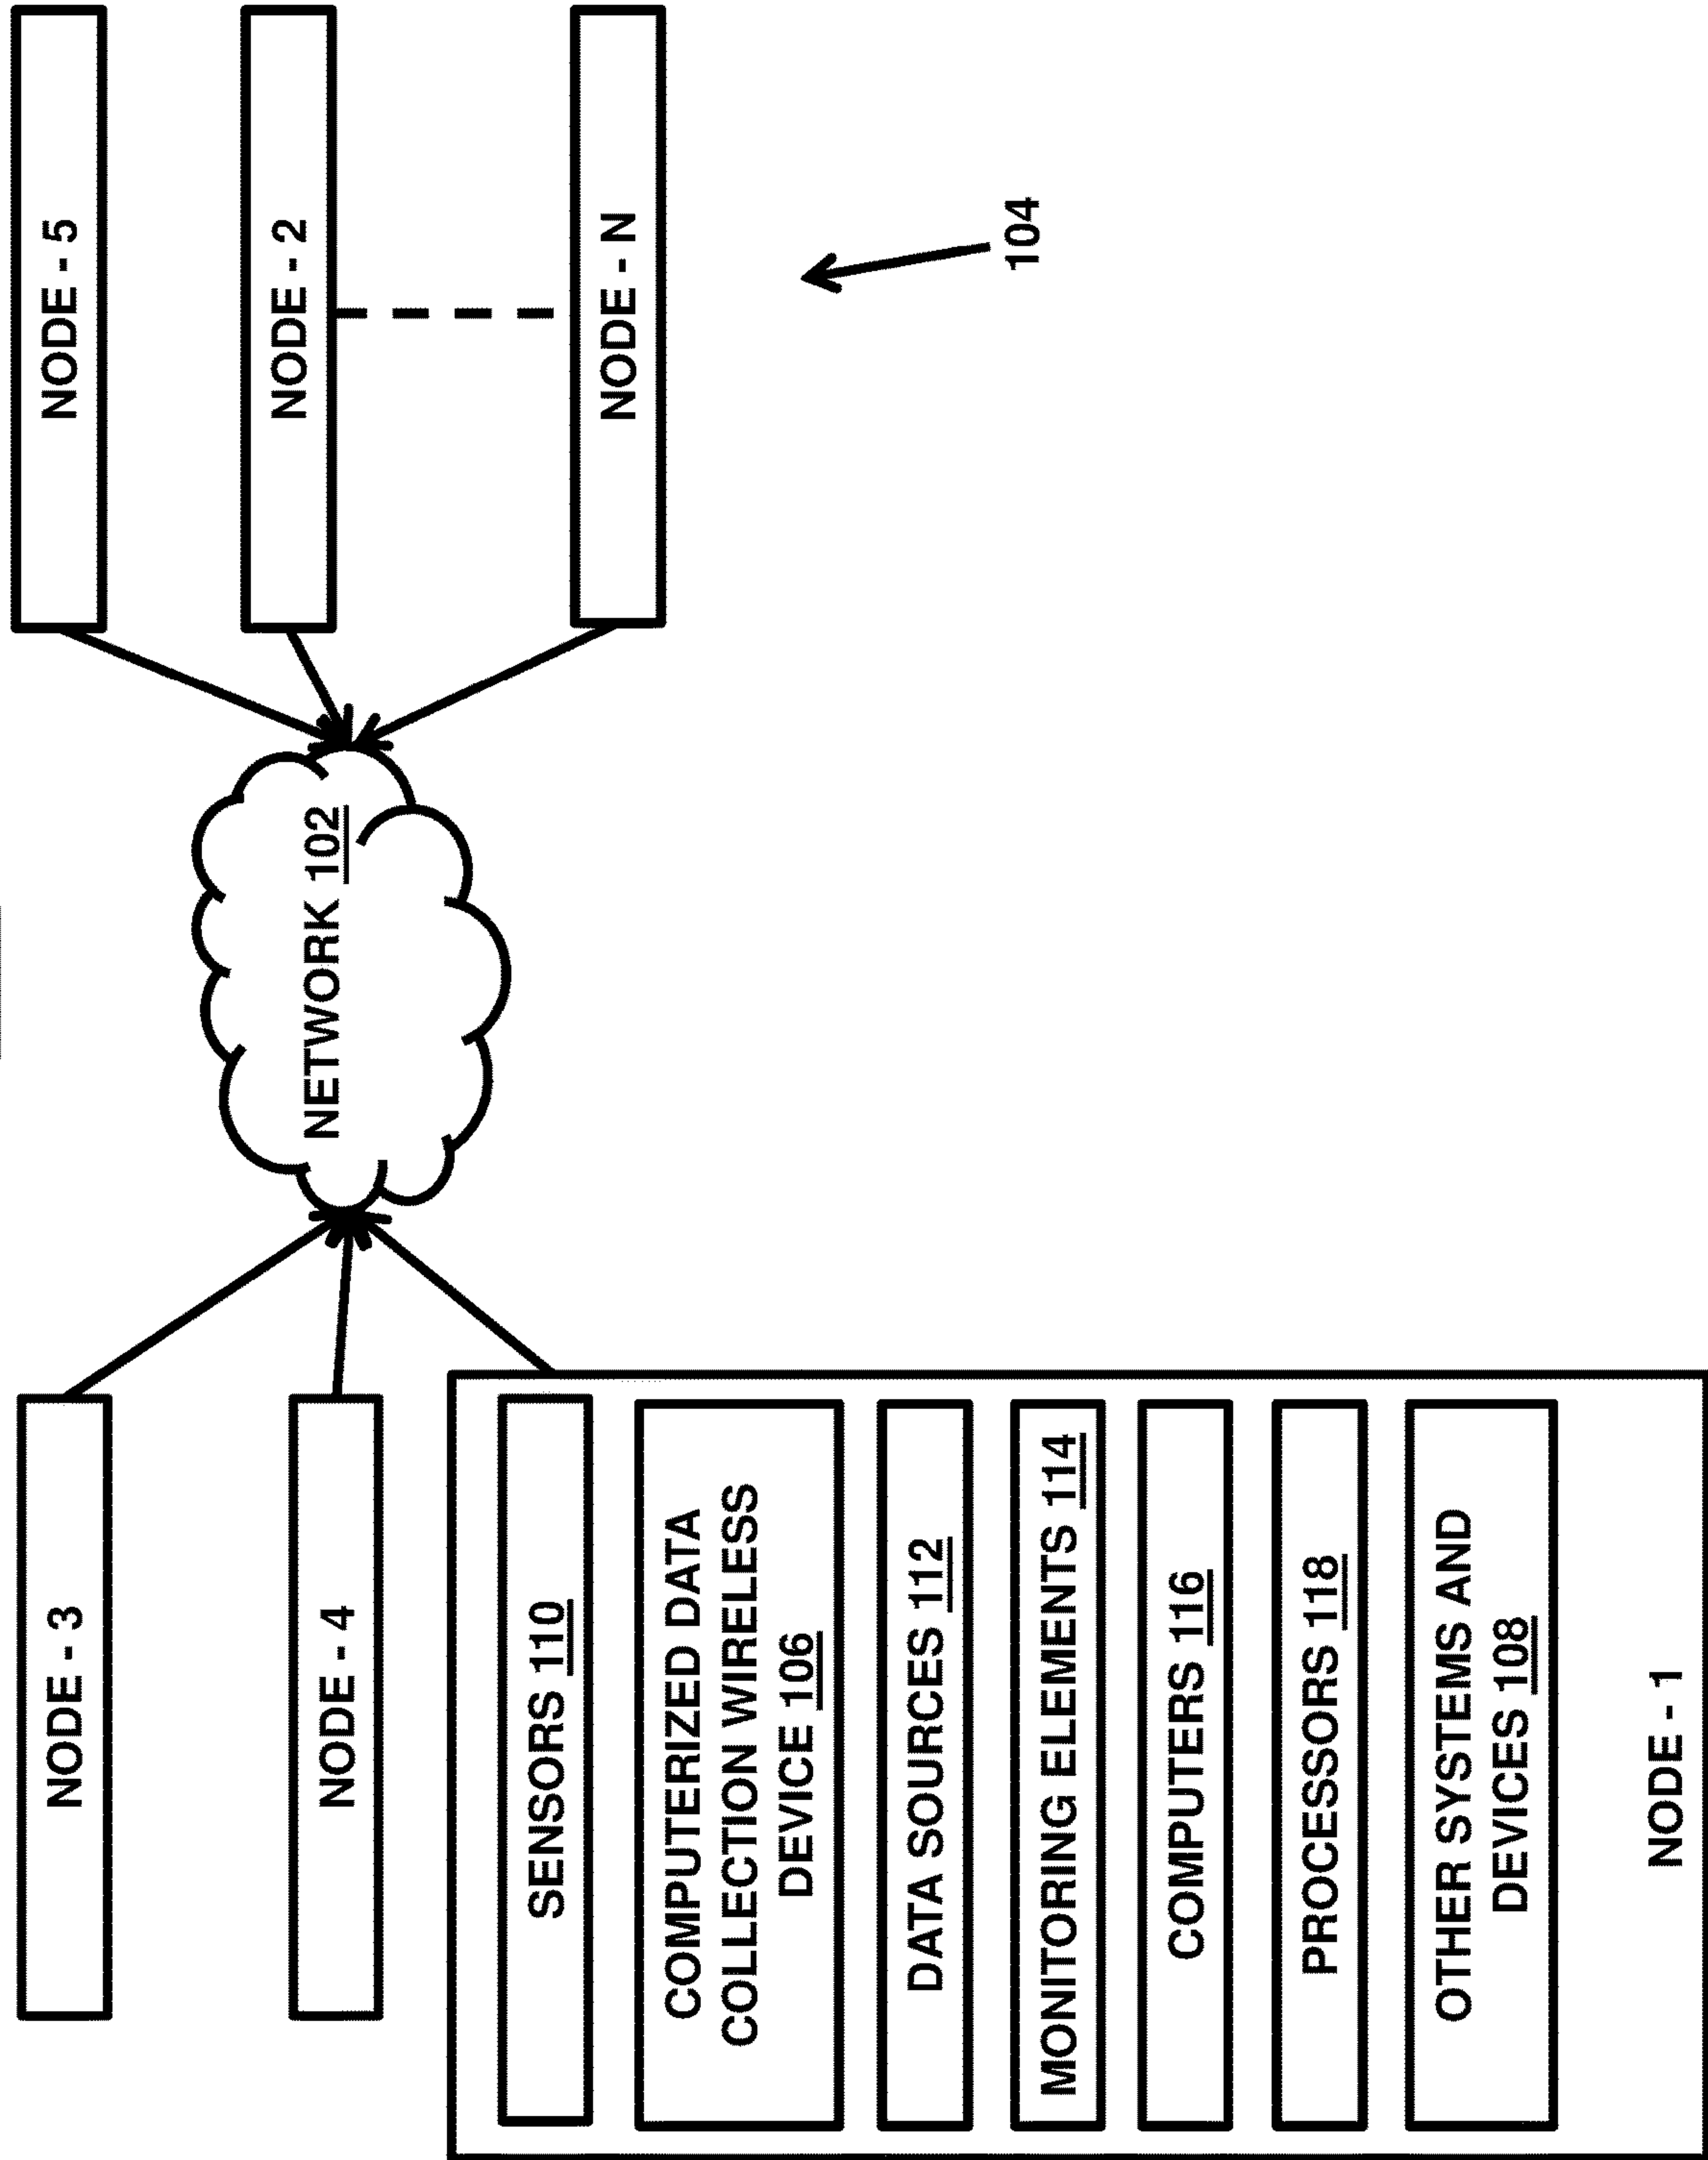 NODE - 3
NODE - 4
SENSORS 110
COMPUTERIZED DATA
COLLECTION WIRELESS
DEVICE 106
DATA SOURCES 112
MONITORING ELEMENTS 114
COMPUTERS 116
PROCESSORS 118
OTHER SYSTEMS AND
DEVICES 108
NODE - 1
NETWORK 102
NODE - 5
NODE - 2
NODE - N
104